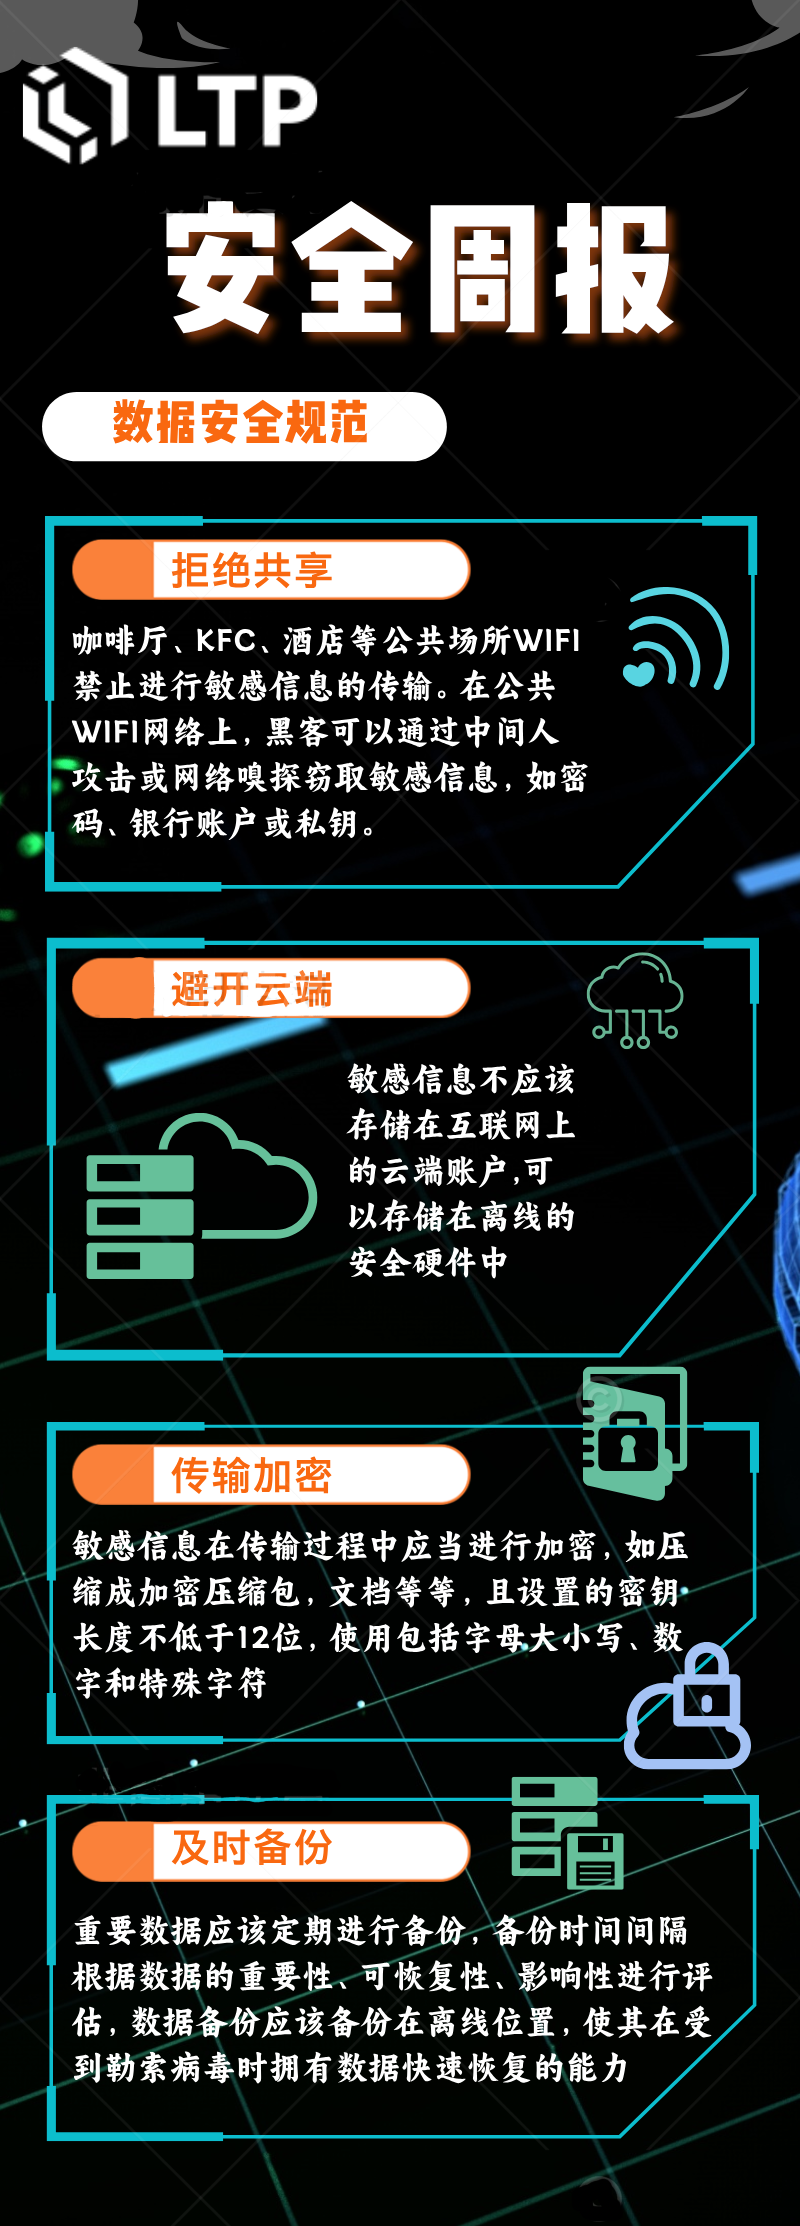 LTP
安全周报
数据安全规范
拒绝共享
咖啡厅、KFC、酒店等公共场所WIFI
禁止进行敏感信息的传输。在公共
WIFI网络上，黑客可以通过中间人
攻击或网络嗅探窃取敏感信息，如密
码、银行账户或私钥。
避开云端
敏感信息不应该
存储在互联网上
的云端账户,可
以存储在离线的
安全硬件中
传输加密
敏感信息在传输过程中应当进行加密，如压
缩成加密压缩包，文档等等，且设置的密钥
长度不低于12位，使用包括字母大小写、数
字和特殊字符
及时备份
重要数据应该定期进行备份，备份时间间隔
根据数据的重要性、可恢复性、影响性进行评
估，数据备份应该备份在离线位置，使其在受
到勒索病毒时拥有数据快速恢复的能力